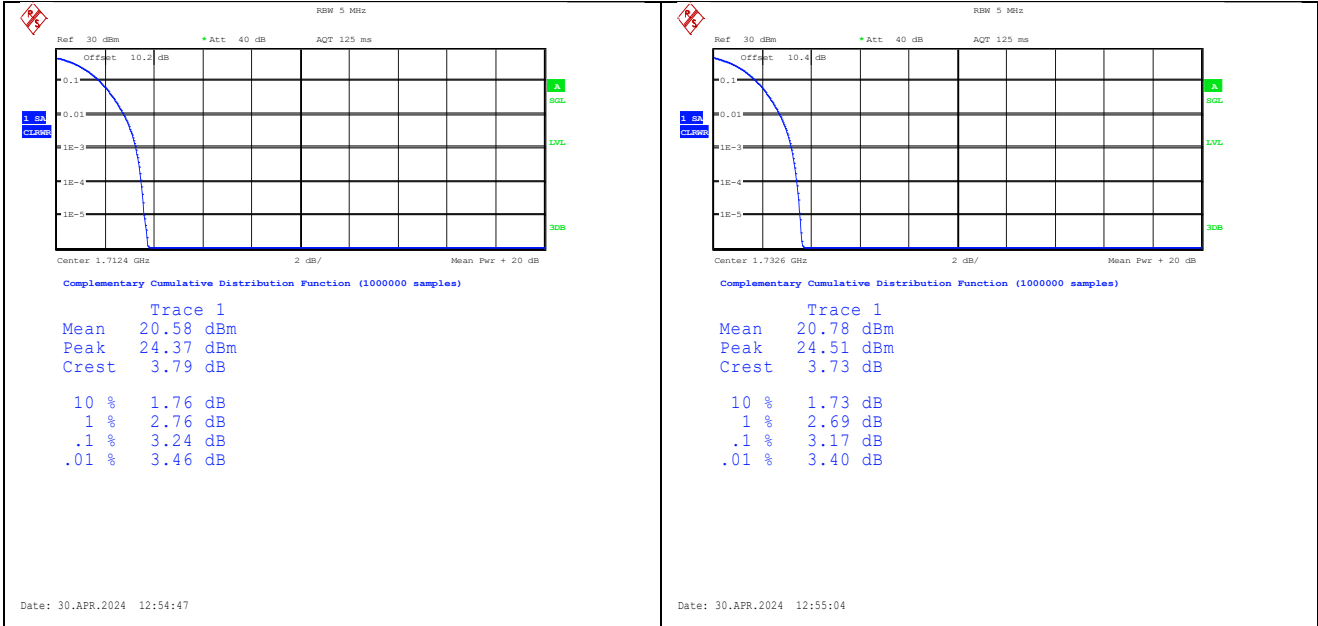 R S
RBW 5 MHz
Ref 30 dBm * Att 40 dB AQT 125 ms
Offset 10.2 dB
0.1
A
SGL
1 SA
0.01
CLRWR
1E-3
LVL
1E-4
1E-5
3DB
Center 1.7124 GHz 2 dB/ Mean Pwr + 20 dB
Complementary Cumulative Distribution Function (1000000 samples)
Trace 1
Mean 20.58 dBm
Peak 24.37 dBm
Crest 3.79 dB
10 % 1.76 dB
1 % 2.76 dB
.1 % 3.24 dB
.01 % 3.46 dB
Date: 30.APR.2024 12:54:47
R S
RBW 5 MHz
Ref 30 dBm * Att 40 dB AQT 125 ms
Offset 10.4 dB
0.1
A
SGL
1 SA
0.01
CLRWR
1E-3
LVL
1E-4
1E-5
3DB
Center 1.7326 GHz 2 dB/ Mean Pwr + 20 dB
Complementary Cumulative Distribution Function (1000000 samples)
Trace 1
Mean 20.78 dBm
Peak 24.51 dBm
Crest 3.73 dB
10 % 1.73 dB
1 % 2.69 dB
.1 % 3.17 dB
.01 % 3.40 dB
Date: 30.APR.2024 12:55:04